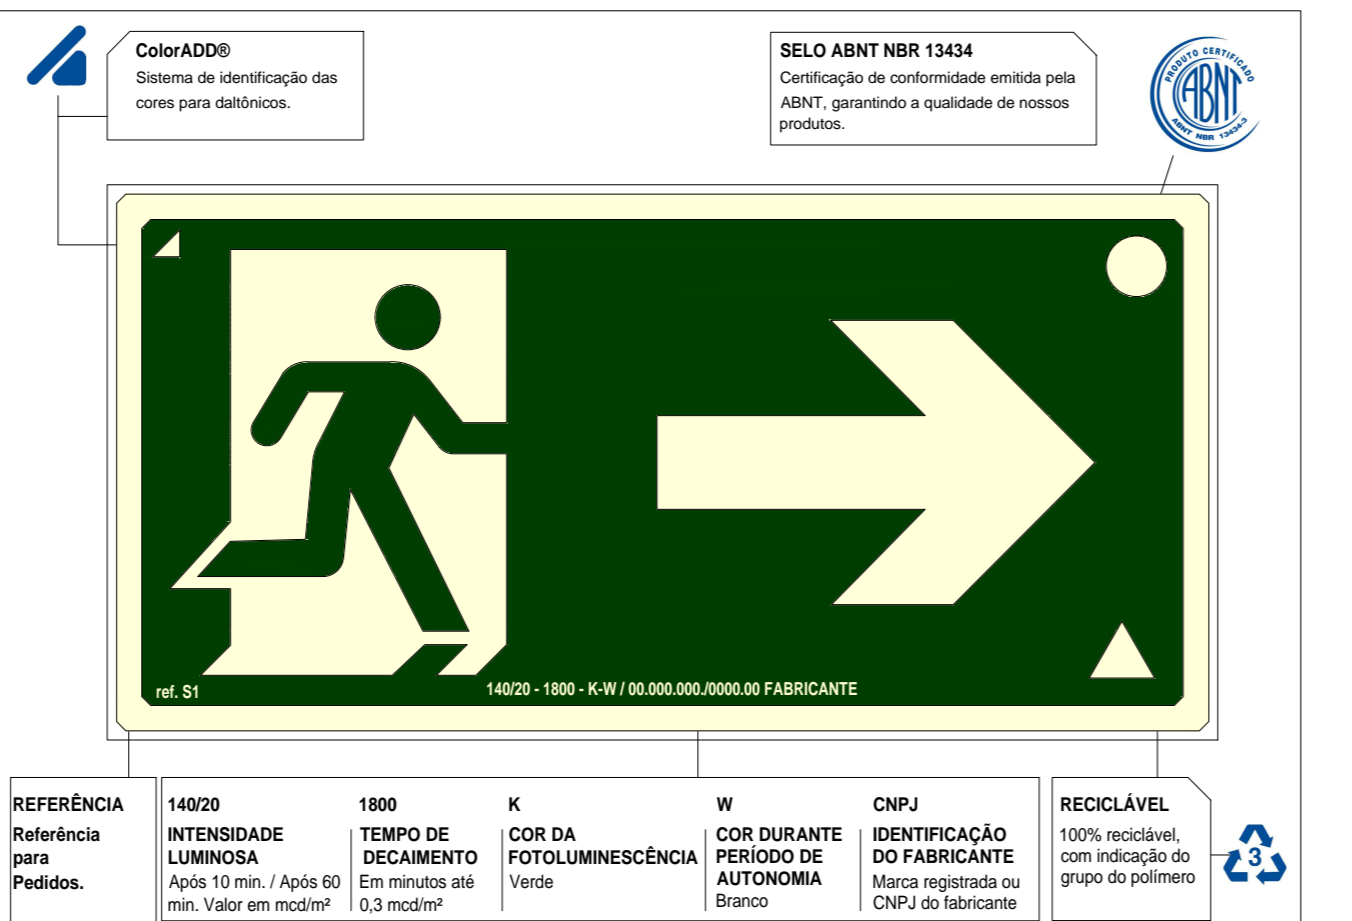 ColorADD®
Sistema de identificação das
cores para daltônicos.
SELO ABNT NBR 13434
Certificação de conformidade emitida pela
ABNT, garantindo a qualidade de nossos
produtos.
PRODUTO CERTIFICADO
ABNT
ABNT NBR 13434-3
ref. S1
140/20 - 1800 - K-W / 00.000.000./0000.00 FABRICANTE
REFERÊNCIA
Referência
para
Pedidos.
140/20
INTENSIDADE
LUMINOSA
Após 10 min. / Após 60
min. Valor em mcd/m²
1800
TEMPO DE
DECAIMENTO
Em minutos até
0,3 mcd/m²
K
COR DA
FOTOLUMINESCÊNCIA
Verde
W
COR DURANTE
PERÍODO DE
AUTONOMIA
Branco
CNPJ
IDENTIFICAÇÃO
DO FABRICANTE
Marca registrada ou
CNPJ do fabricante
RECICLÁVEL
100% reciclável,
com indicação do
grupo do polímero
3